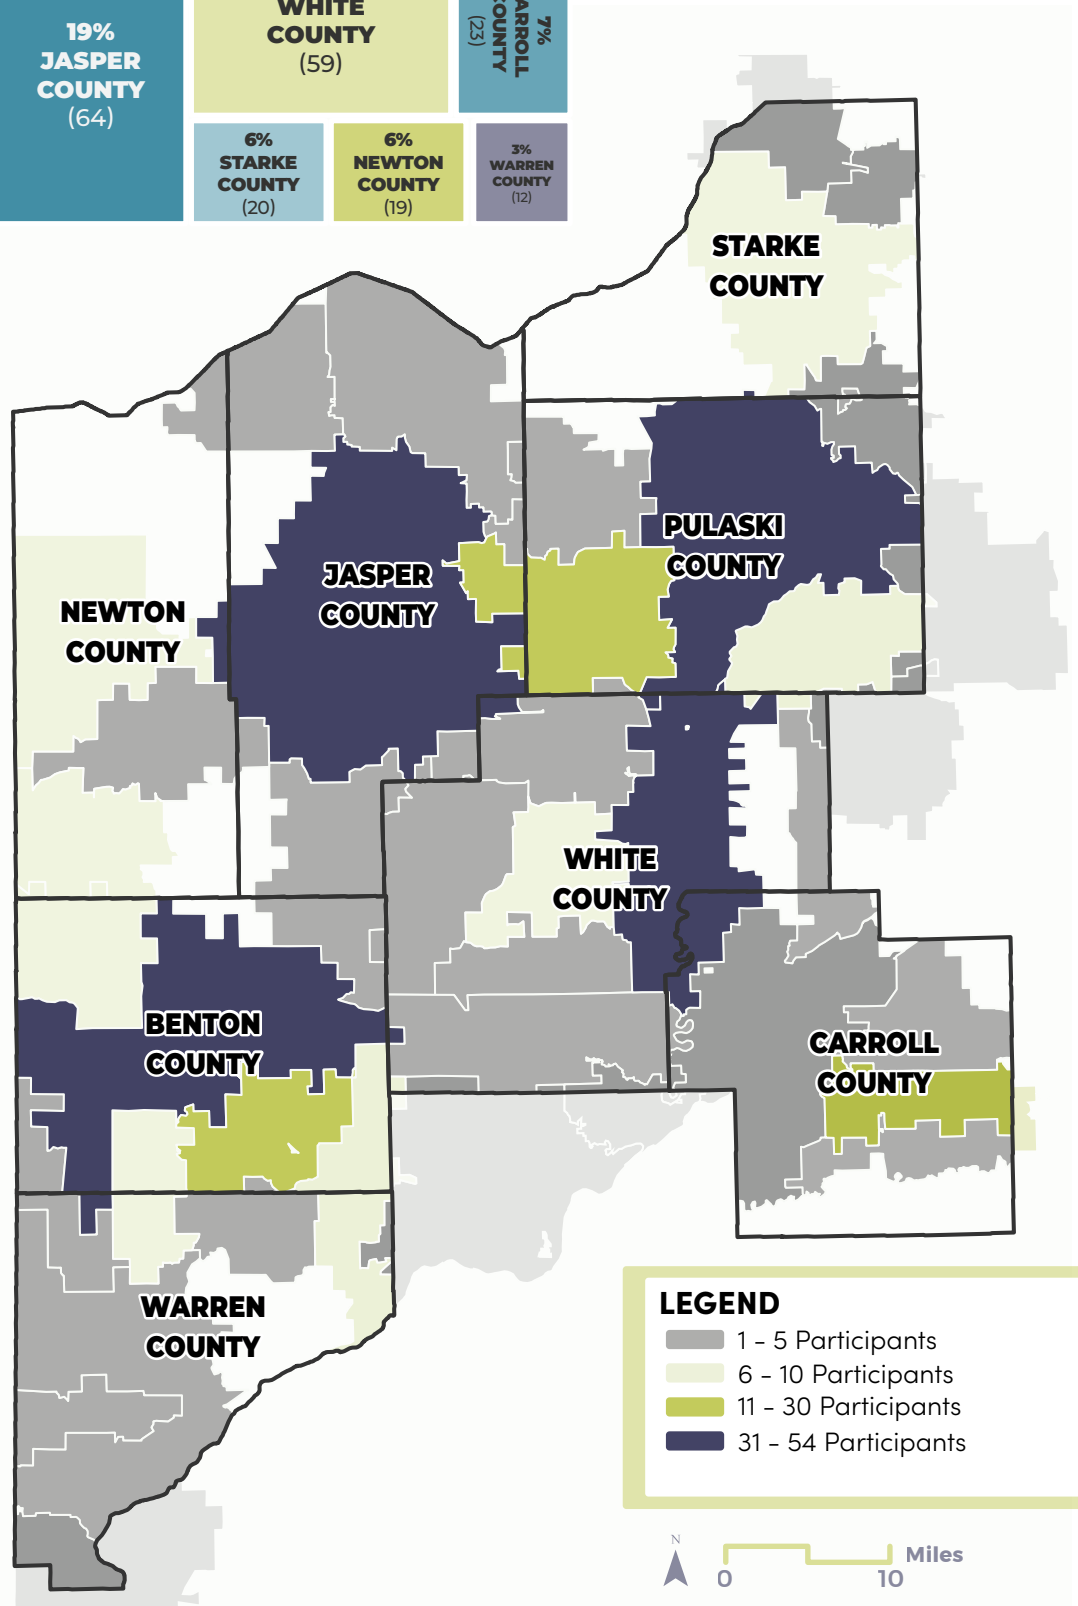 19%
JASPER
COUNTY
(64)
WHITE
COUNTY
(59)
7%
ARROLL
COUNTY
(23)
6%
STARKE
COUNTY
(20)
6%
NEWTON
COUNTY
(19)
3%
WARREN
COUNTY
(12)
STARKE
COUNTY
PULASKI
COUNTY
JASPER
COUNTY
NEWTON
COUNTY
WHITE
COUNTY
BENTON
COUNTY
CARROLL
COUNTY
WARREN
COUNTY
LEGEND
1 - 5 Participants
6 - 10 Participants
11 - 30 Participants
31 - 54 Participants
N
Miles
0 10